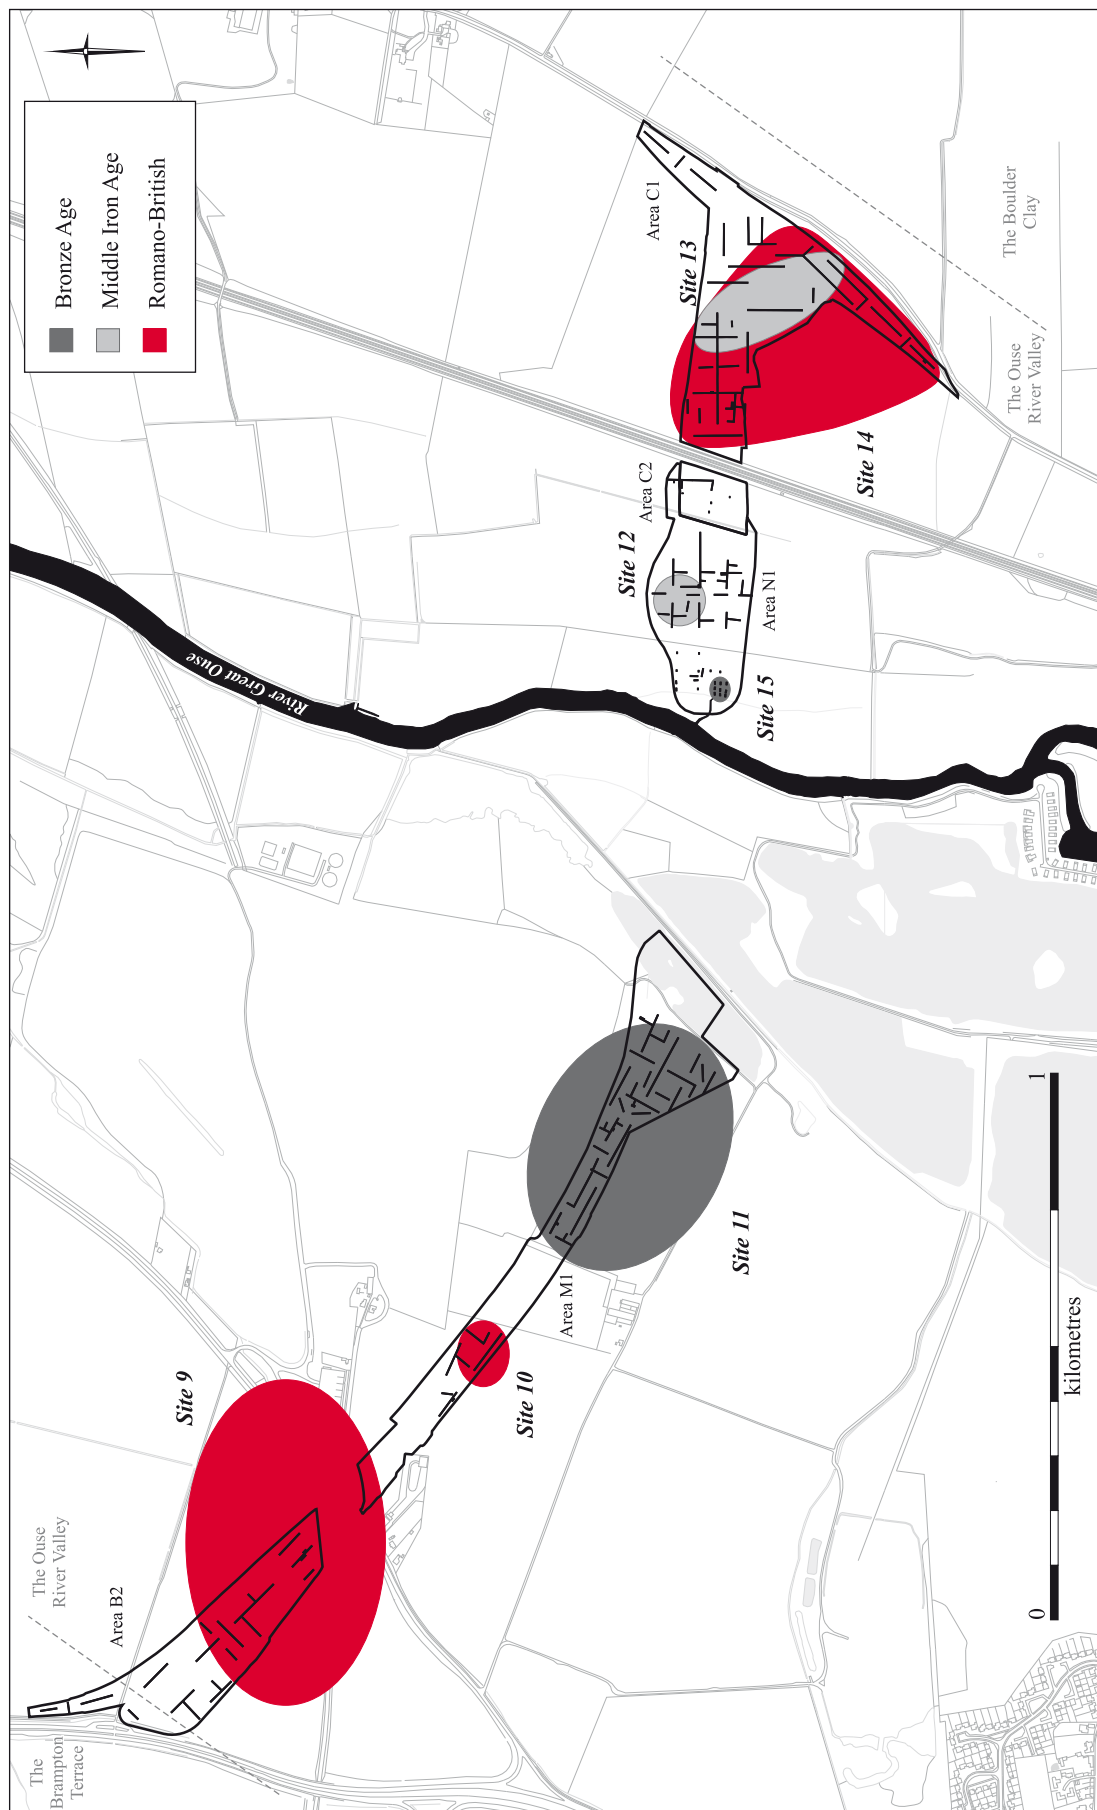 Bronze Age
Middle Iron Age
Romano-British
The
Brampton
Terrace
The Ouse
River Valley
Area B2
Site 9
Site 10
Area M1
Site 11
River Great Ouse
Site 15
Site 12
Area N1
Area C2
Site 14
Site 13
Area C1
The Ouse
River Valley
The Boulder
Clay
0
1
kilometres